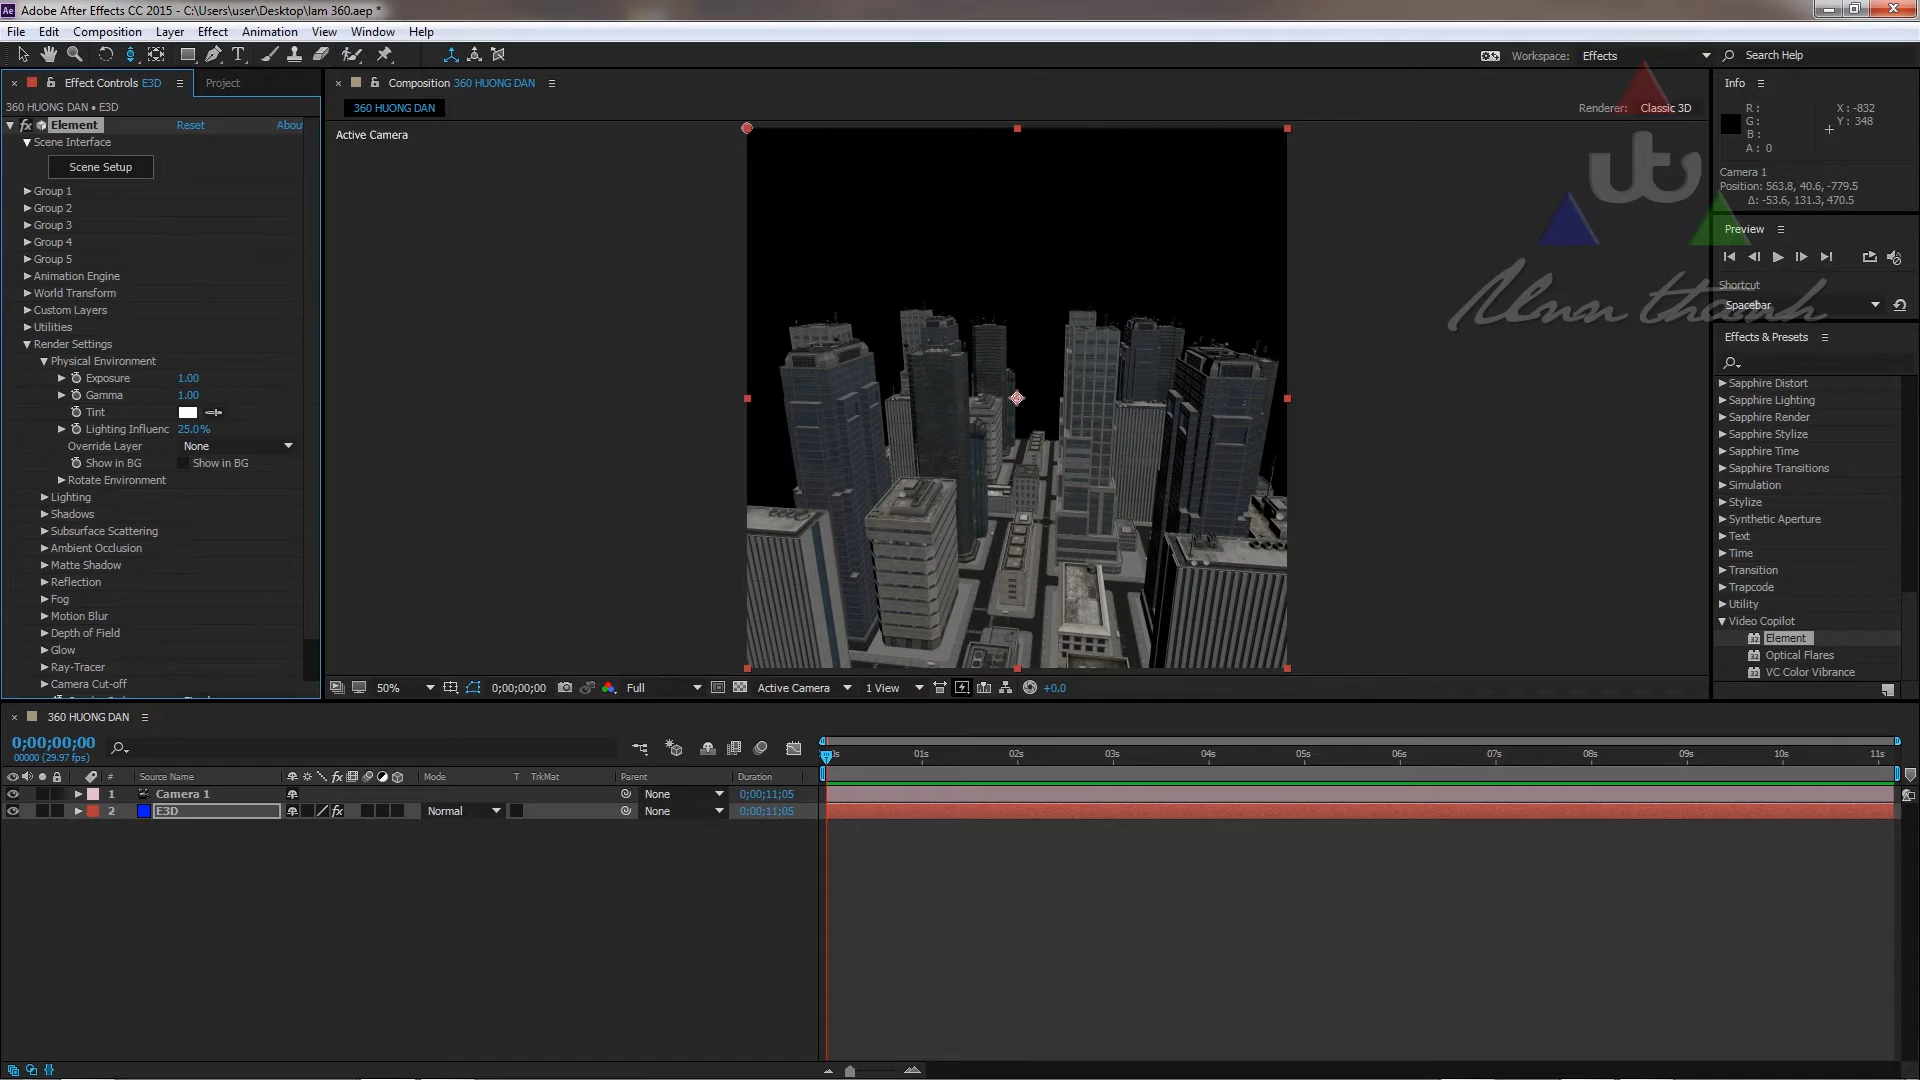 Ae Adobe After Effects CC 2015 - C:\Users\user\Desktop\lam 360.aep *
File Edit Composition Layer Effect Animation View Window Help
T Workspace: Effects Search Help
Effect Controls E3D Project
360 HUONG DAN • E3D
fx Element Reset Abou
Scene Interface
Scene Setup
Group 1
Group 2
Group 3
Group 4
Group 5
Animation Engine
World Transform
Custom Layers
Utilities
Render Settings
Physical Environment
Exposure 1.00
Gamma 1.00
Tint
Lighting Influenc 25.0%
Override Layer None
Show in BG Show in BG
Rotate Environment
Lighting
Shadows
Subsurface Scattering
Ambient Occlusion
Matte Shadow
Reflection
Fog
Motion Blur
Depth of Field
Glow
Ray-Tracer
Camera Cut-off
Composition 360 HUONG DAN
360 HUONG DAN
Renderer: Classic 3D
Active Camera
50% 0;00;00;00 Full Active Camera 1 View +0.0
Info
R : X : -832
G : Y : 348
B :
A : 0
Camera 1
Position: 563.8, 40.6, -779.5
Δ: -53.6, 131.3, 470.5
Preview
Shortcut
Spacebar
Effects & Presets
Sapphire Distort
Sapphire Lighting
Sapphire Render
Sapphire Stylize
Sapphire Time
Sapphire Transitions
Simulation
Stylize
Synthetic Aperture
Text
Time
Transition
Trapcode
Utility
Video Copilot
Element
Optical Flares
VC Color Vibrance
360 HUONG DAN
0;00;00;00
00000 (29.97 fps)
0s 01s 02s 03s 04s 05s 06s 07s 08s 09s 10s 11s
# Source Name fx Mode T TrkMat Parent Duration
1 Camera 1 None 0;00;11;05
2 E3D fx Normal None 0;00;11;05